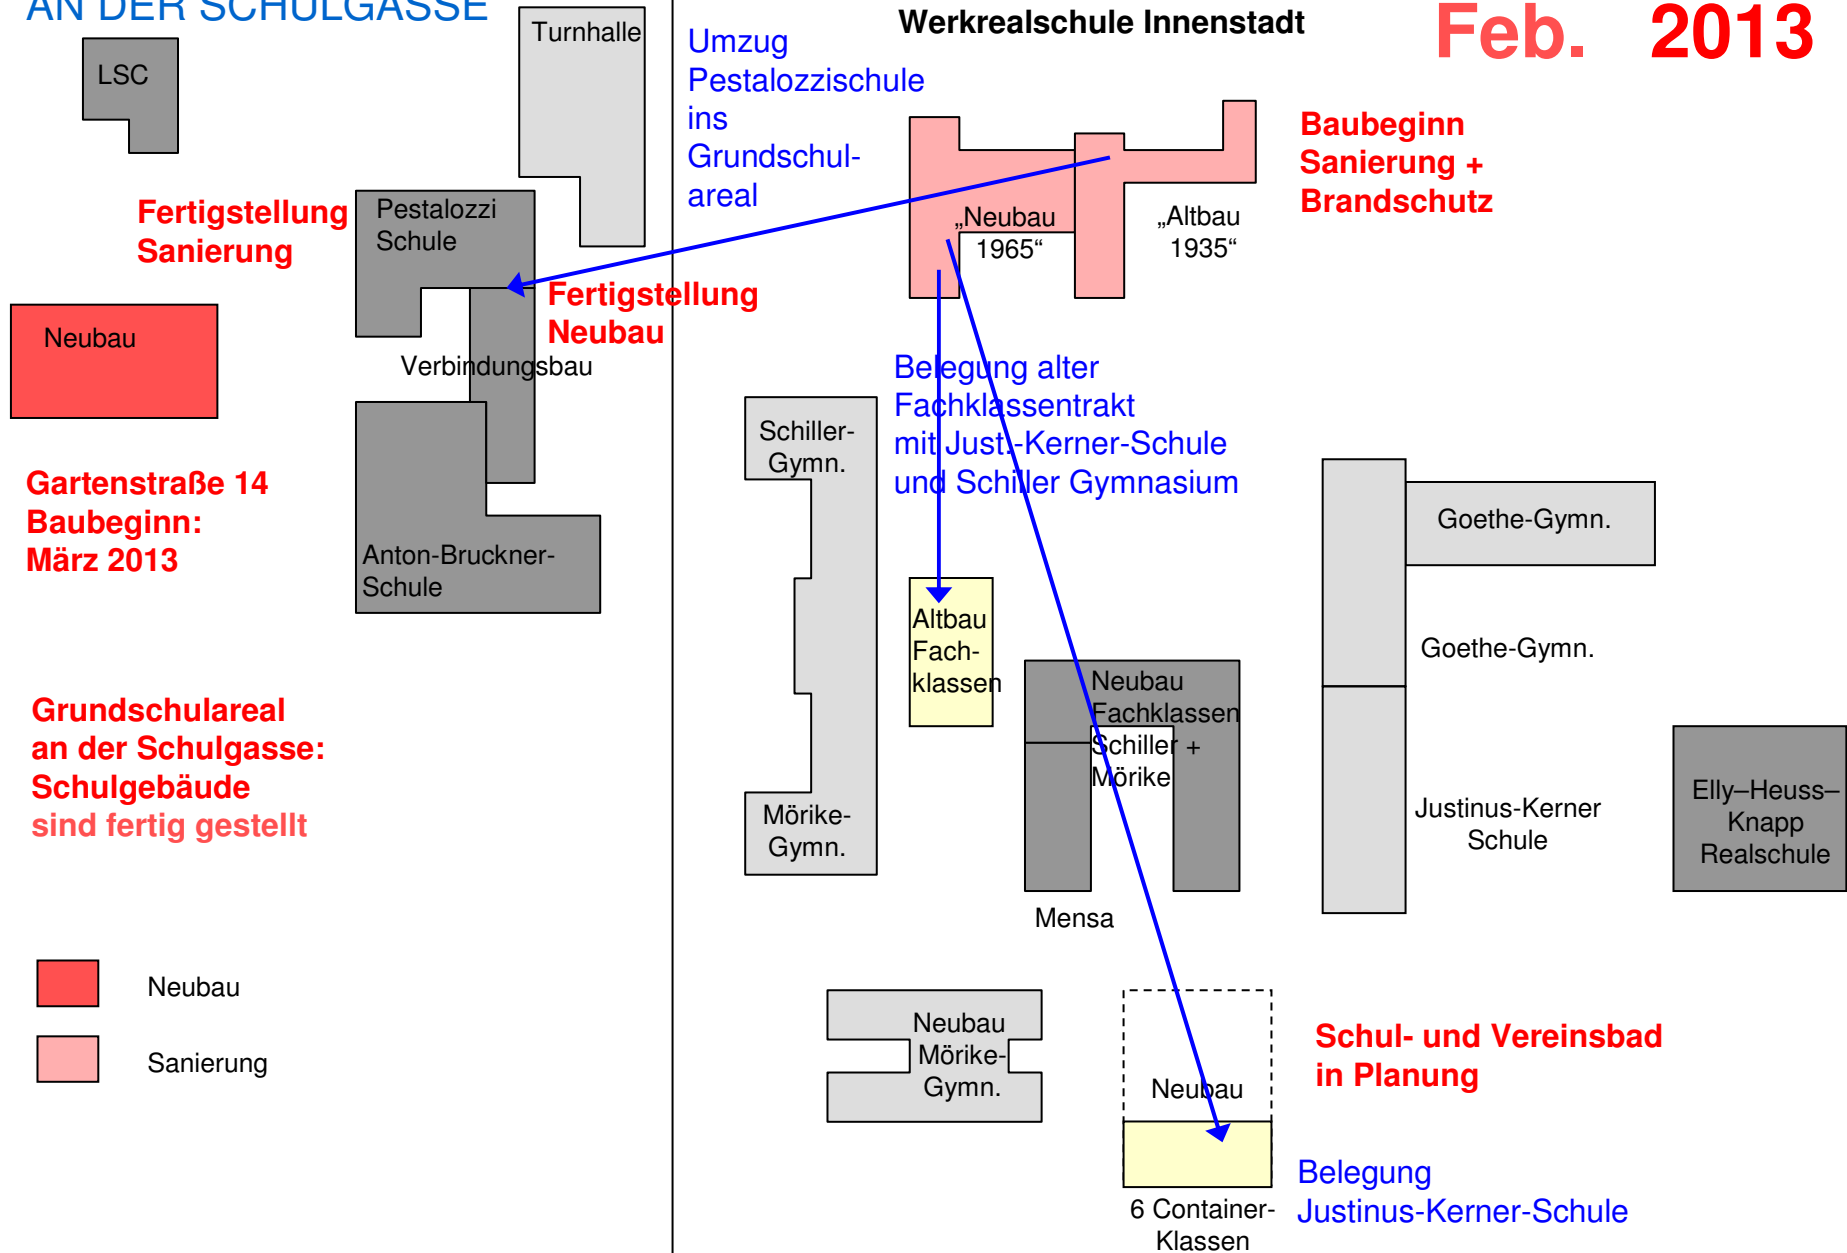 AN DER SCHULGASSE
Werkrealschule Innenstadt
Feb. 2013
LSC
Turnhalle
Umzug
Pestalozzischule
ins
Grundschul-
areal
Baubeginn
Sanierung +
Brandschutz
Fertigstellung
Sanierung
Pestalozzi
Schule
„Neubau
1965“
„Altbau
1935“
Neubau
Fertigstellung
Neubau
Verbindungsbau
Belegung alter
Fachklassentrakt
mit Just.-Kerner-Schule
und Schiller Gymnasium
Schiller-
Gymn.
Gartenstraße 14
Baubeginn:
März 2013
Anton-Bruckner-
Schule
Goethe-Gymn.
Altbau
Fach-
klassen
Goethe-Gymn.
Neubau
Fachklassen
Schiller +
Mörike
Grundschulareal
an der Schulgasse:
Schulgebäude
sind fertig gestellt
Mörike-
Gymn.
Justinus-Kerner
Schule
Elly–Heuss–
Knapp
Realschule
Mensa
Neubau
Sanierung
Neubau
Mörike-
Gymn.
Neubau
Schul- und Vereinsbad
in Planung
6 Container-
Klassen
Belegung
Justinus-Kerner-Schule